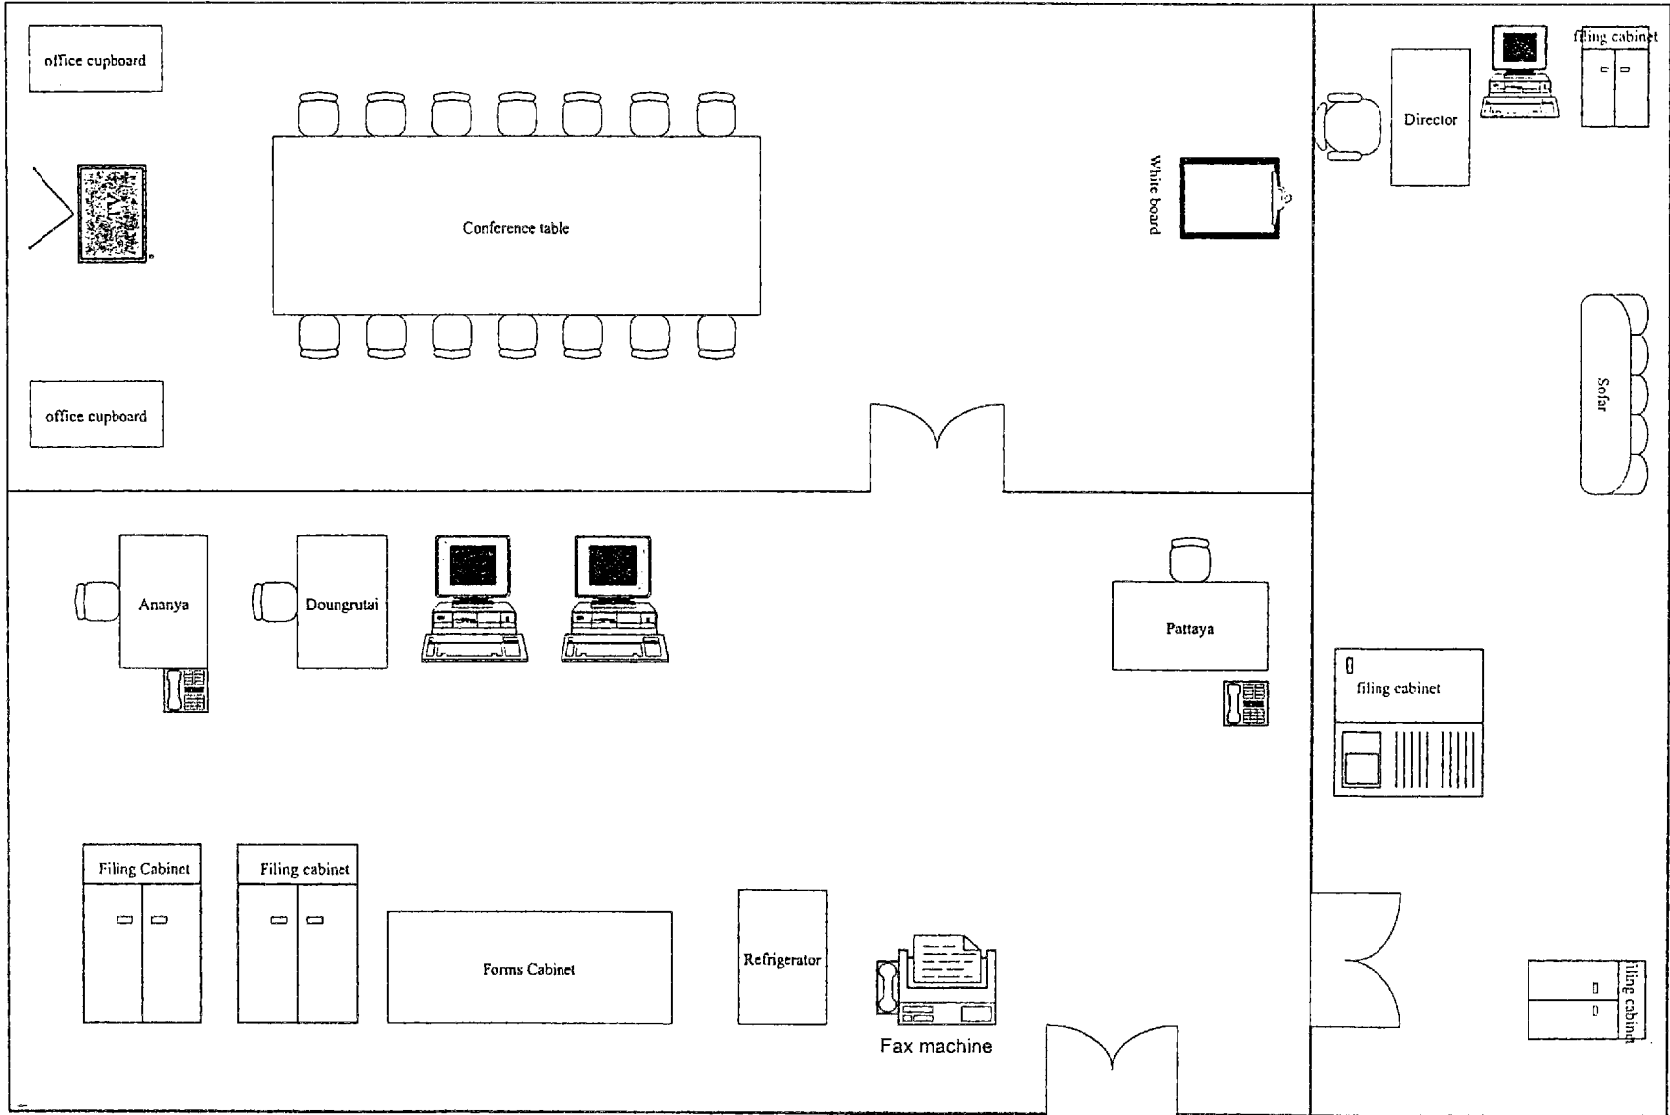 office cupboard
TV
Conference table
White board
office cupboard
Director
filing cabinet
Sofar
Ananya
Doungrutai
Pattaya
filing cabinet
Filing Cabinet
Filing cabinet
Forms Cabinet
Refrigerator
Fax machine
filing cabinet